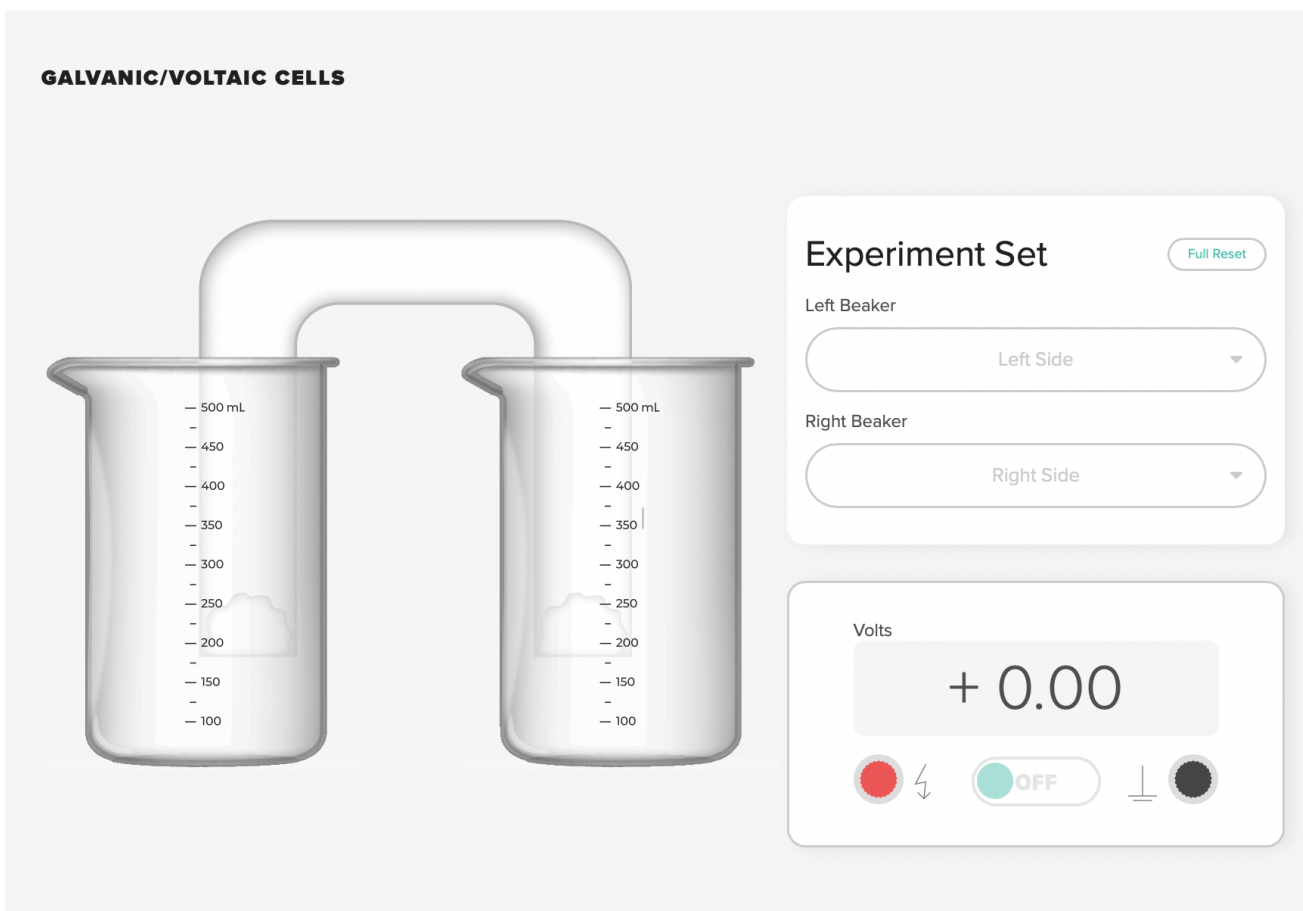 GALVANIC/VOLTAIC CELLS
500 mL
450
400
350
300
250
200
150
100
500 mL
450
400
350
300
250
200
150
100
Experiment Set
Full Reset
Left Beaker
Left Side
Right Beaker
Right Side
Volts
+ 0.00
OFF